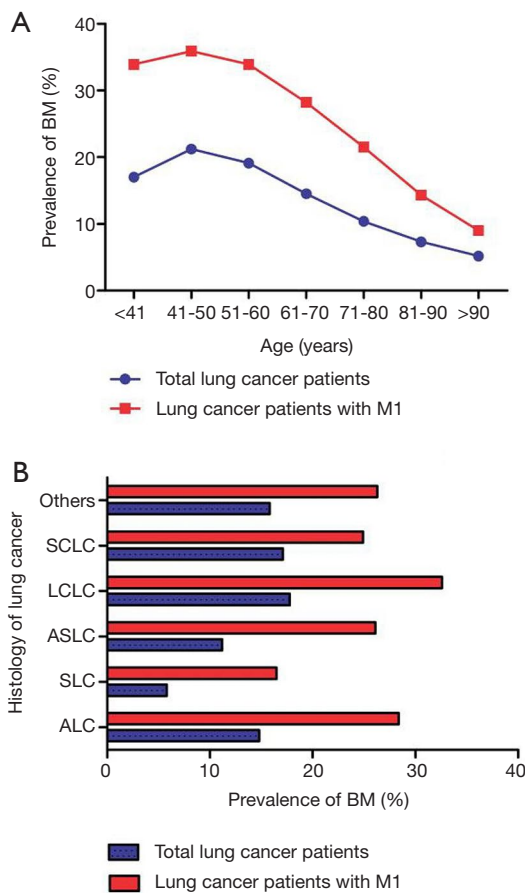 A
Prevalence of BM (%)
40
30
20
10
0
<41 41-50 51-60 61-70 71-80 81-90 >90
Age (years)
Total lung cancer patients
Lung cancer patients with M1
B
Histology of lung cancer
Others
SCLC
LCLC
ASLC
SLC
ALC
0 10 20 30 40
Prevalence of BM (%)
Total lung cancer patients
Lung cancer patients with M1